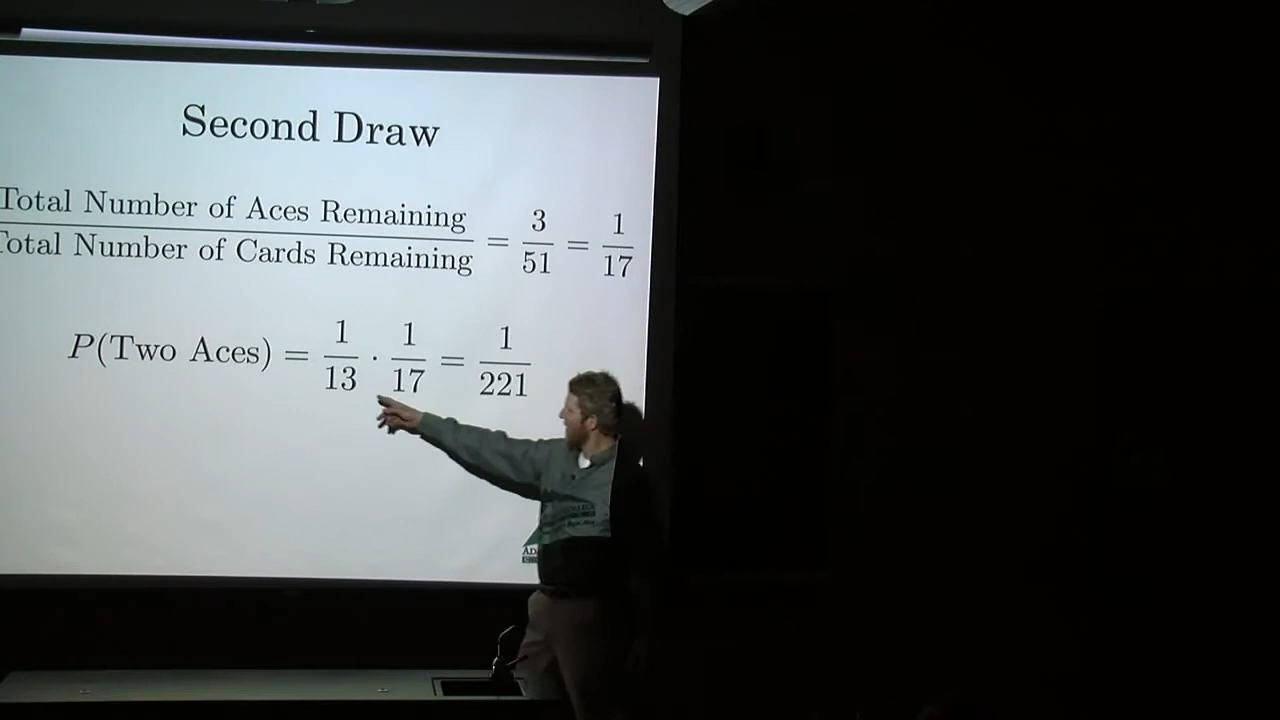 Second Draw
Total Number of Aces Remaining / Total Number of Cards Remaining = 3/51 = 1/17
P(Two Aces) = 1/13 · 1/17 = 1/221